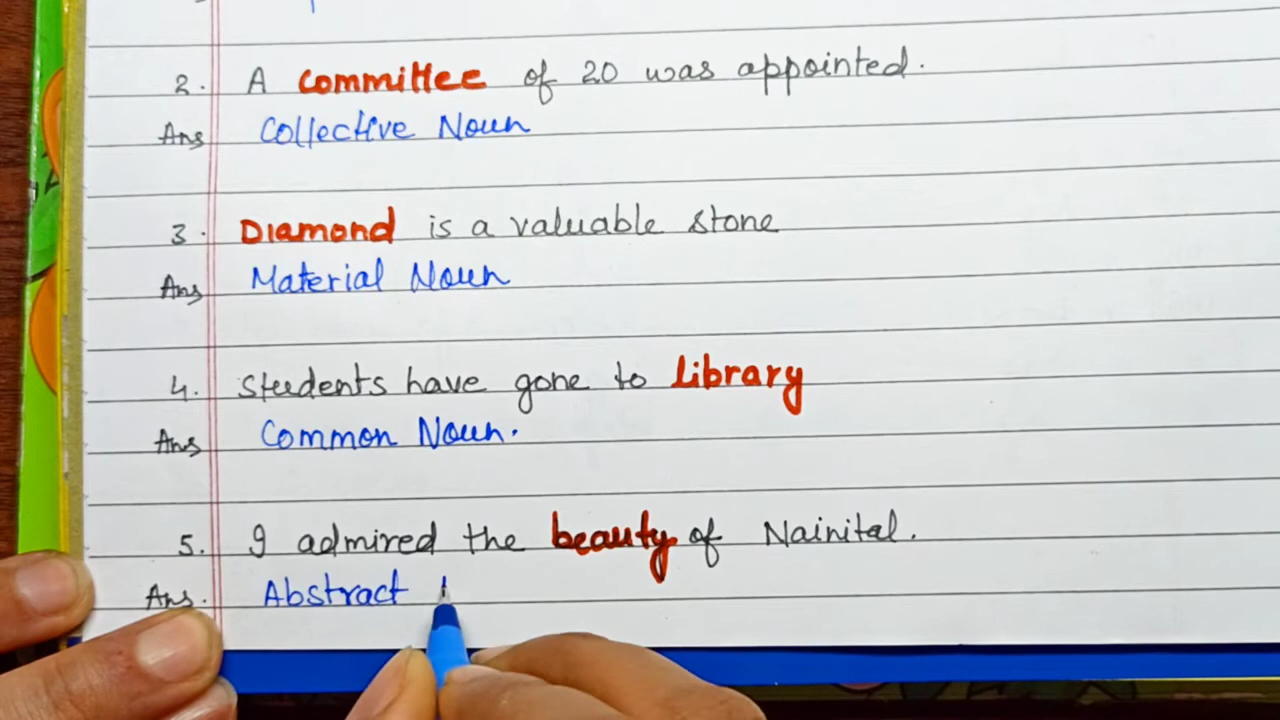 2. A committee of 20 was appointed.
Ans Collective Noun
3. Diamond is a valuable stone
Ans Material Noun
4. Students have gone to library
Ans Common Noun.
5. I admired the beauty of Nainital.
Ans. Abstract